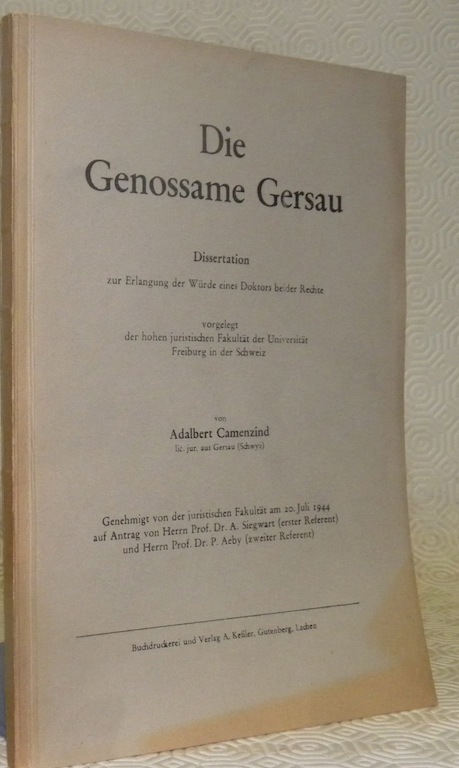 Die
Genossame Gersau
Dissertation
zur Erlangung der Würde eines Doktors beider Rechte
vorgelegt
der hohen juristischen Fakultät der Universität
Freiburg in der Schweiz
von
Adalbert Camenzind
lic. jur. aus Gersau (Schwyz)
Genehmigt von der juristischen Fakultät am 20. Juli 1944
auf Antrag von Herrn Prof. Dr. A. Siegwart (erster Referent)
und Herrn Prof. Dr. P. Aeby (zweiter Referent)
Buchdruckerei und Verlag A. Keßler, Gutenberg, Lachen